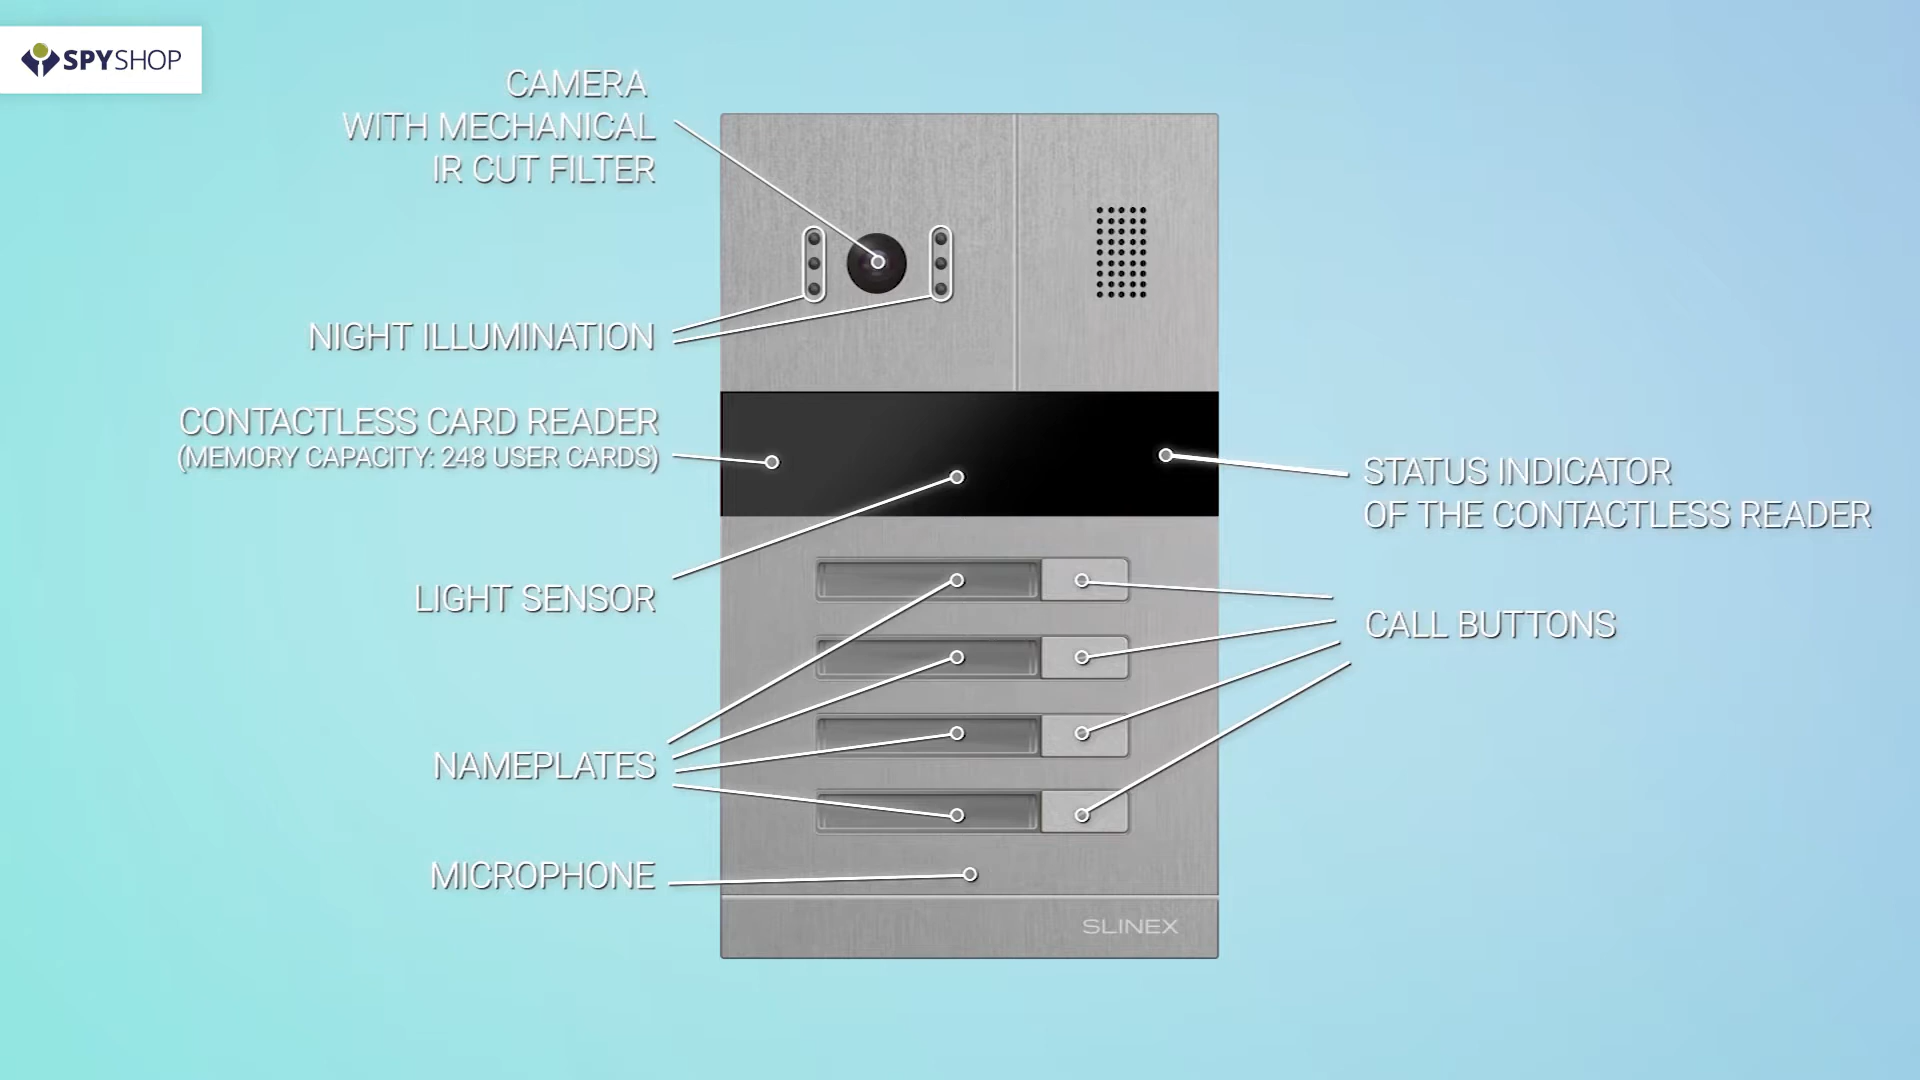 SPYSHOP
CAMERA
WITH MECHANICAL
IR CUT FILTER
NIGHT ILLUMINATION
CONTACTLESS CARD READER
(MEMORY CAPACITY: 248 USER CARDS)
STATUS INDICATOR
OF THE CONTACTLESS READER
LIGHT SENSOR
CALL BUTTONS
NAMEPLATES
MICROPHONE
SLINEX